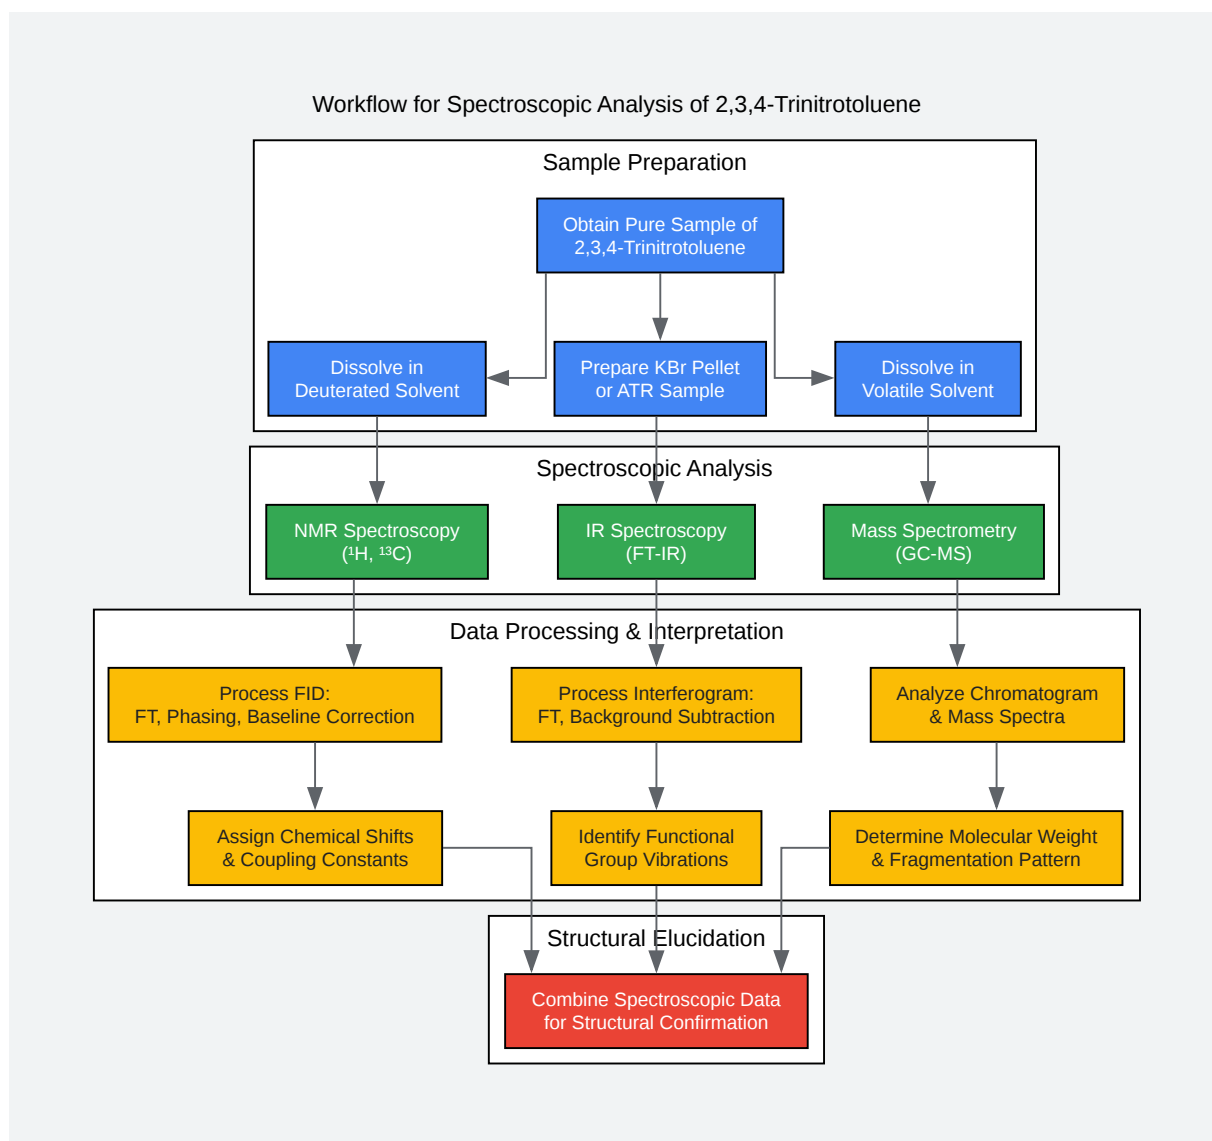 Workflow for Spectroscopic Analysis of 2,3,4-Trinitrotoluene
Sample Preparation
Obtain Pure Sample of
2,3,4-Trinitrotoluene
Dissolve in
Deuterated Solvent
Prepare KBr Pellet
or ATR Sample
Dissolve in
Volatile Solvent
Spectroscopic Analysis
NMR Spectroscopy
(¹H, ¹³C)
IR Spectroscopy
(FT-IR)
Mass Spectrometry
(GC-MS)
Data Processing & Interpretation
Process FID:
FT, Phasing, Baseline Correction
Process Interferogram:
FT, Background Subtraction
Analyze Chromatogram
& Mass Spectra
Assign Chemical Shifts
& Coupling Constants
Identify Functional
Group Vibrations
Determine Molecular Weight
& Fragmentation Pattern
Structural Elucidation
Combine Spectroscopic Data
for Structural Confirmation